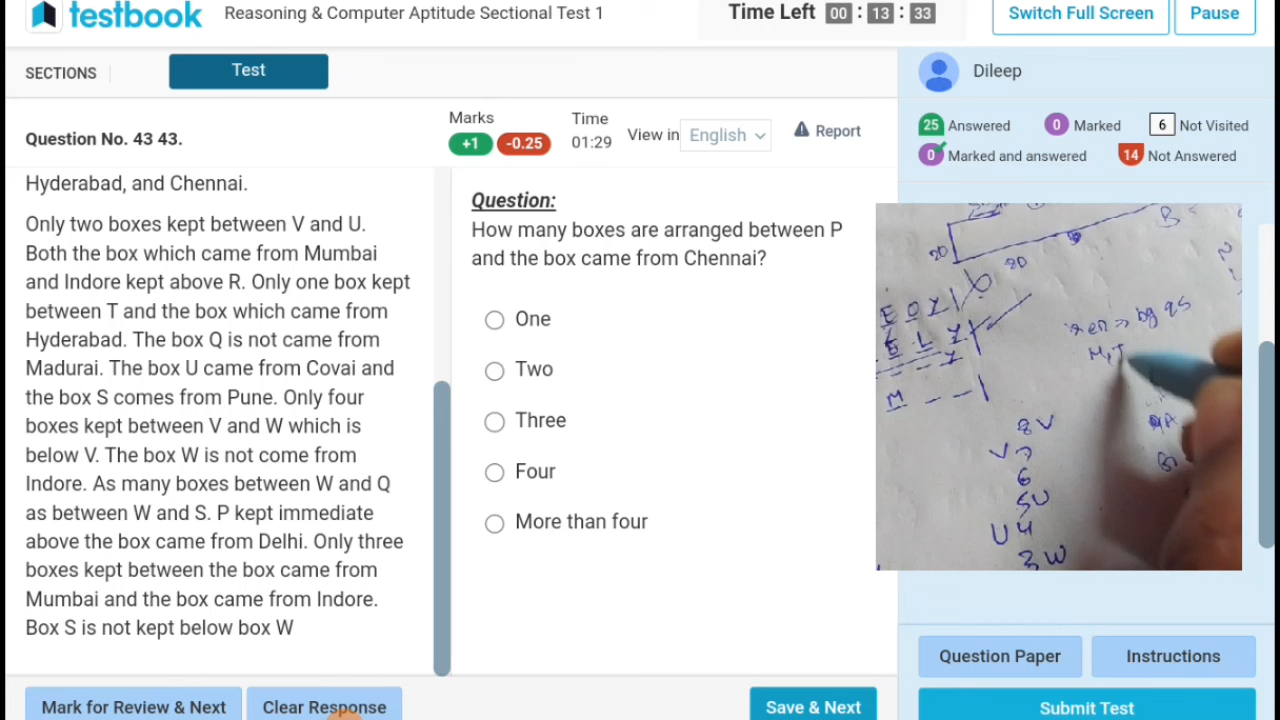 testbook
Reasoning & Computer Aptitude Sectional Test 1
Time Left 00 : 13 : 33
Switch Full Screen
Pause
SECTIONS
Test
Dileep
Question No. 43 43.
Marks
+1 -0.25
Time
01:29
View in English
Report
25 Answered
0 Marked
6 Not Visited
0 Marked and answered
14 Not Answered
Hyderabad, and Chennai.
Only two boxes kept between V and U.
Both the box which came from Mumbai
and Indore kept above R. Only one box kept
between T and the box which came from
Hyderabad. The box Q is not came from
Madurai. The box U came from Covai and
the box S comes from Pune. Only four
boxes kept between V and W which is
below V. The box W is not come from
Indore. As many boxes between W and Q
as between W and S. P kept immediate
above the box came from Delhi. Only three
boxes kept between the box came from
Mumbai and the box came from Indore.
Box S is not kept below box W
Question:
How many boxes are arranged between P
and the box came from Chennai?
One
Two
Three
Four
More than four
20
20
B
M
8 V
V 7
6
5 U
U 4
3 W
Mark for Review & Next
Clear Response
Save & Next
Question Paper
Instructions
Submit Test